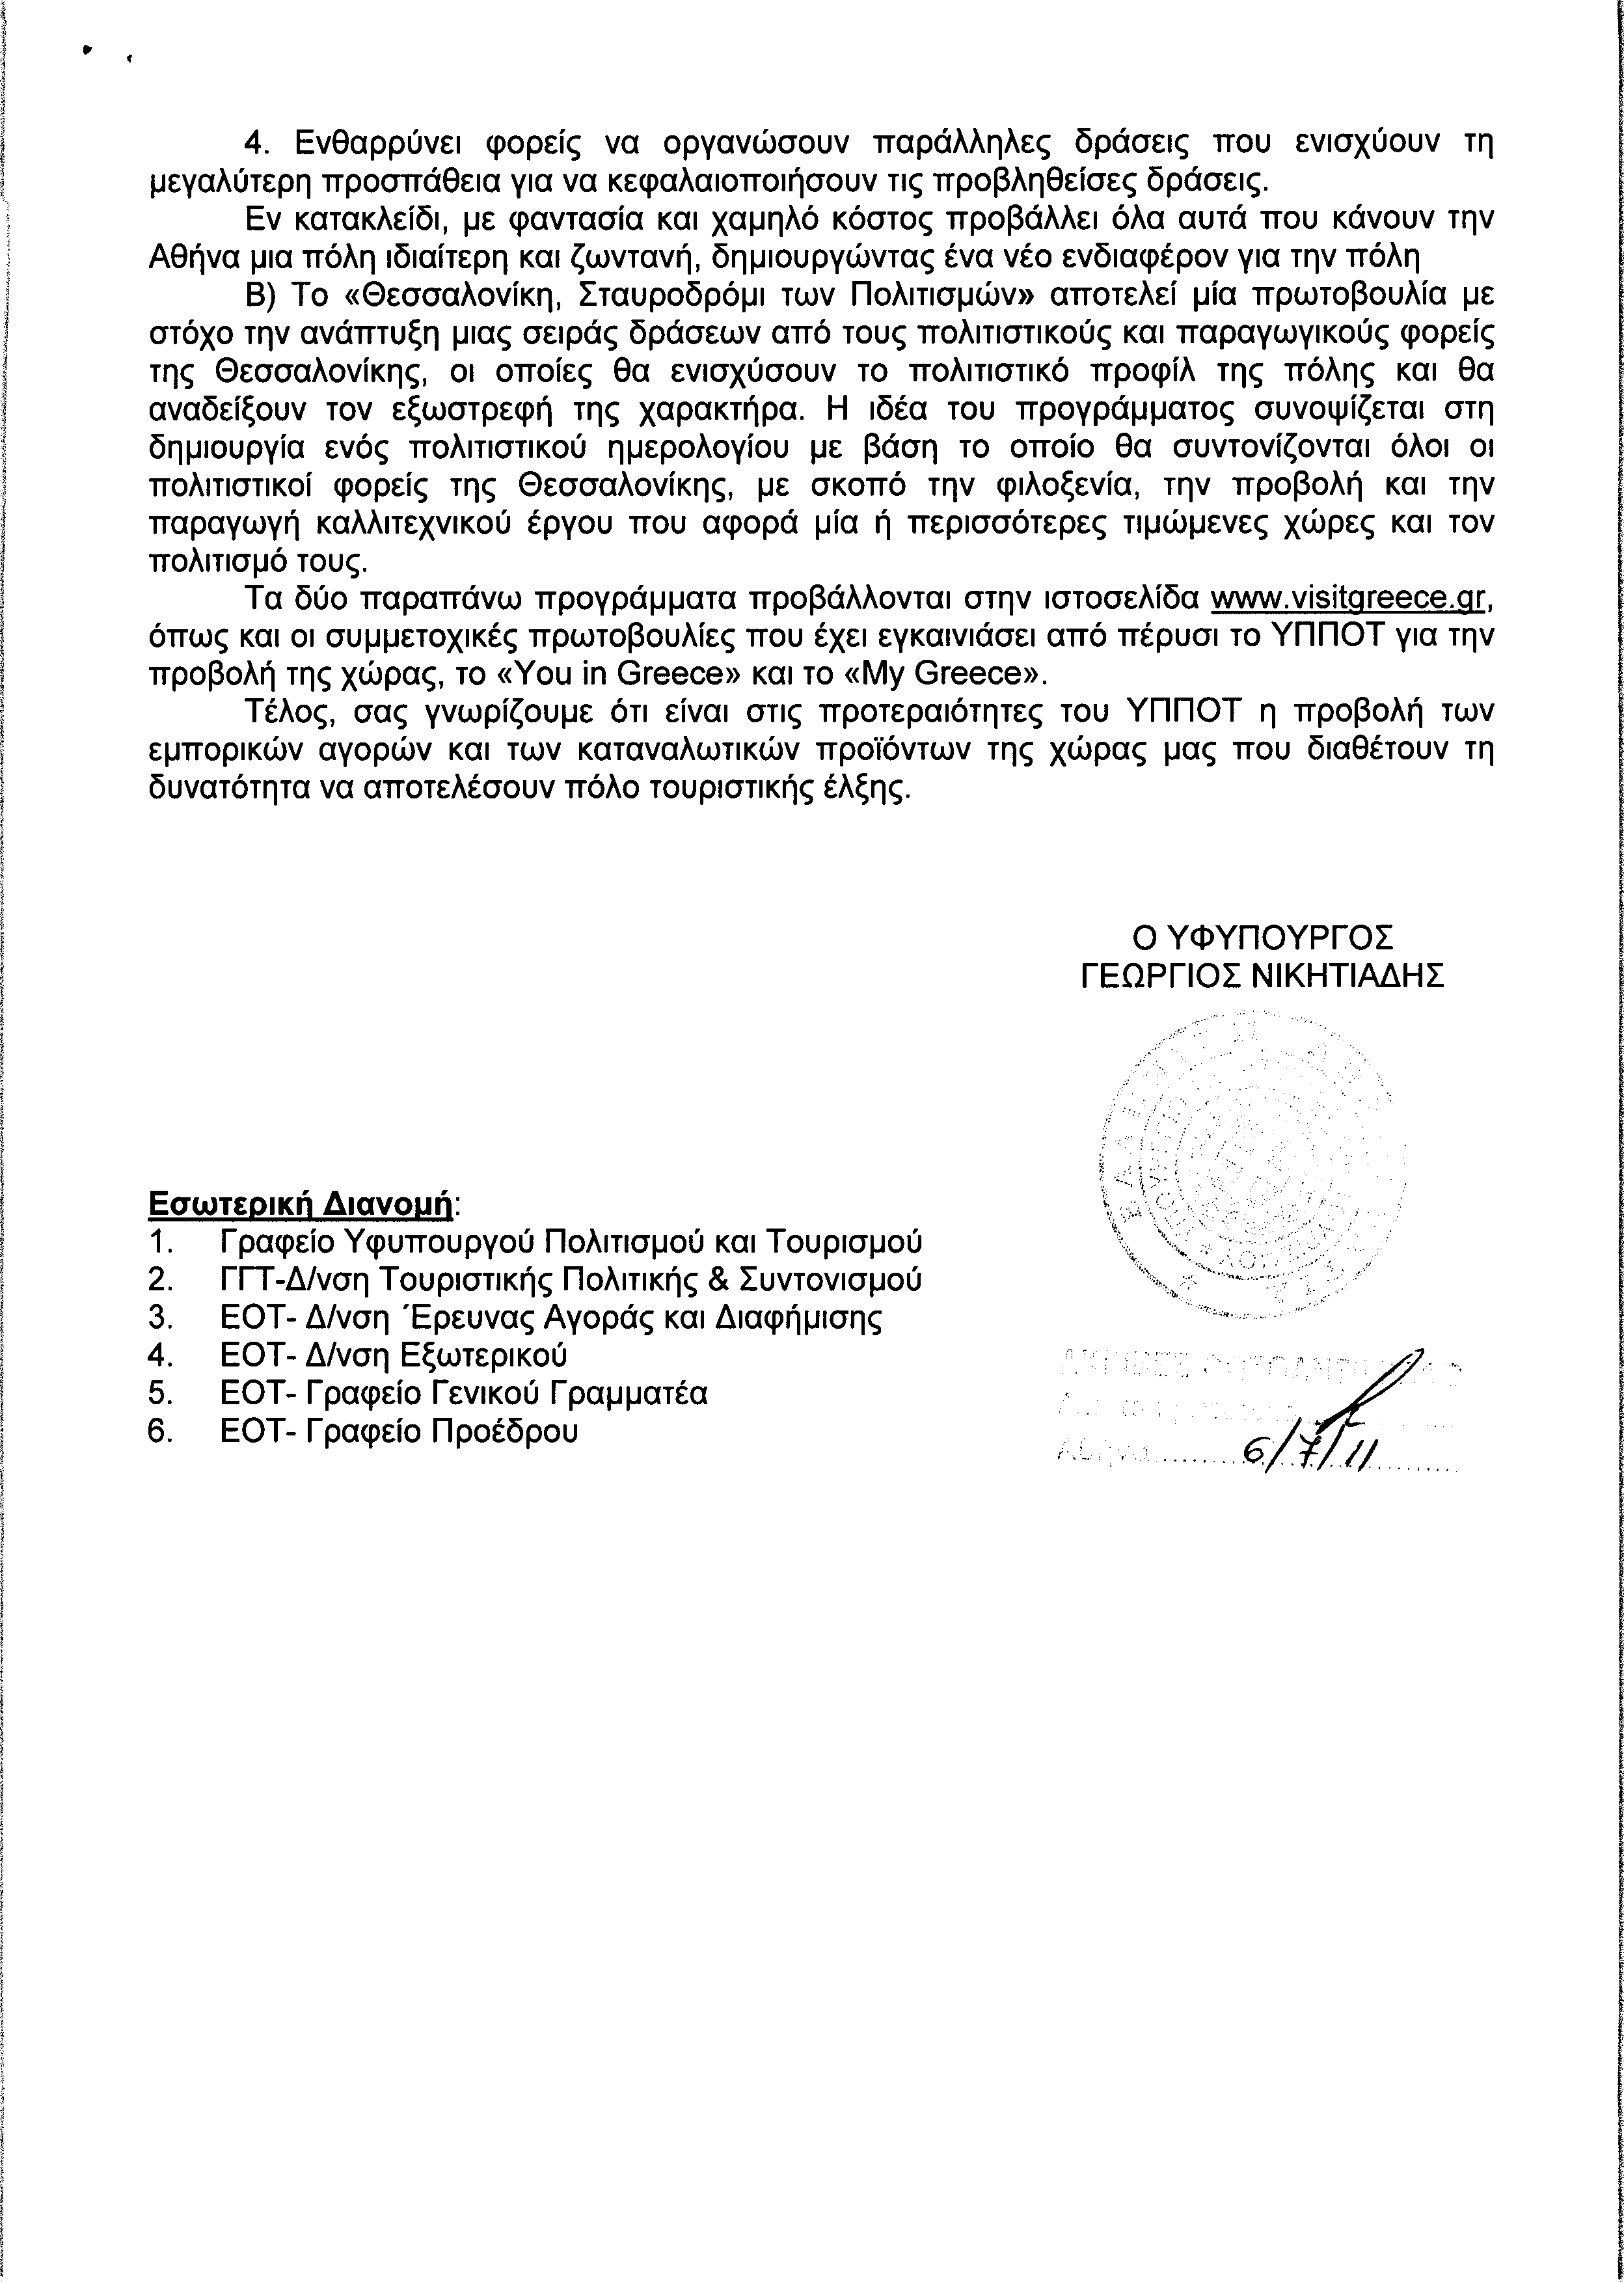 4. Ενθαρρύνει φορείς να οργανώσουν παράλληλες δράσεις που ενισχύουν τη
μεγαλύτερη προσπάθεια για να κεφαλαιοποιήσουν τις προβληθείσες δράσεις.
Εν κατακλείδι, με φαντασία και χαμηλό κόστος προβάλλει όλα αυτά που κάνουν την
Αθήνα μια πόλη ιδιαίτερη και ζωντανή, δημιουργώντας ένα νέο ενδιαφέρον για την πόλη
Β) Το «Θεσσαλονίκη, Σταυροδρόμι των Πολιτισμών» αποτελεί μία πρωτοβουλία με
στόχο την ανάπτυξη μιας σειράς δράσεων από τους πολιτιστικούς και παραγωγικούς φορείς
της Θεσσαλονίκης, οι οποίες θα ενισχύσουν το πολιτιστικό προφίλ της πόλης και θα
αναδείξουν τον εξωστρεφή της χαρακτήρα. Η ιδέα του προγράμματος συνοψίζεται στη
δημιουργία ενός πολιτιστικού ημερολογίου με βάση το οποίο θα συντονίζονται όλοι οι
πολιτιστικοί φορείς της Θεσσαλονίκης, με σκοπό την φιλοξενία, την προβολή και την
παραγωγή καλλιτεχνικού έργου που αφορά μία ή περισσότερες τιμώμενες χώρες και τον
πολιτισμό τους.
Τα δύο παραπάνω προγράμματα προβάλλονται στην ιστοσελίδα www.visitgreece.gr,
όπως και οι συμμετοχικές πρωτοβουλίες που έχει εγκαινιάσει από πέρυσι το ΥΠΠΟΤ για την
προβολή της χώρας, το «You in Greece» και το «My Greece».
Τέλος, σας γνωρίζουμε ότι είναι στις προτεραιότητες του ΥΠΠΟΤ η προβολή των
εμπορικών αγορών και των καταναλωτικών προϊόντων της χώρας μας που διαθέτουν τη
δυνατότητα να αποτελέσουν πόλο τουριστικής έλξης.
Ο ΥΦΥΠΟΥΡΓΟΣ
ΓΕΩΡΓΙΟΣ ΝΙΚΗΤΙΑΔΗΣ
Εσωτερική Διανομή:
1. Γραφείο Υφυπουργού Πολιτισμού και Τουρισμού
2. ΓΓΤ-Δ/νση Τουριστικής Πολιτικής & Συντονισμού
3. ΕΟΤ- Δ/νση Έρευνας Αγοράς και Διαφήμισης
4. ΕΟΤ- Δ/νση Εξωτερικού
5. ΕΟΤ- Γραφείο Γενικού Γραμματέα
6. ΕΟΤ- Γραφείο Προέδρου
6/7/11